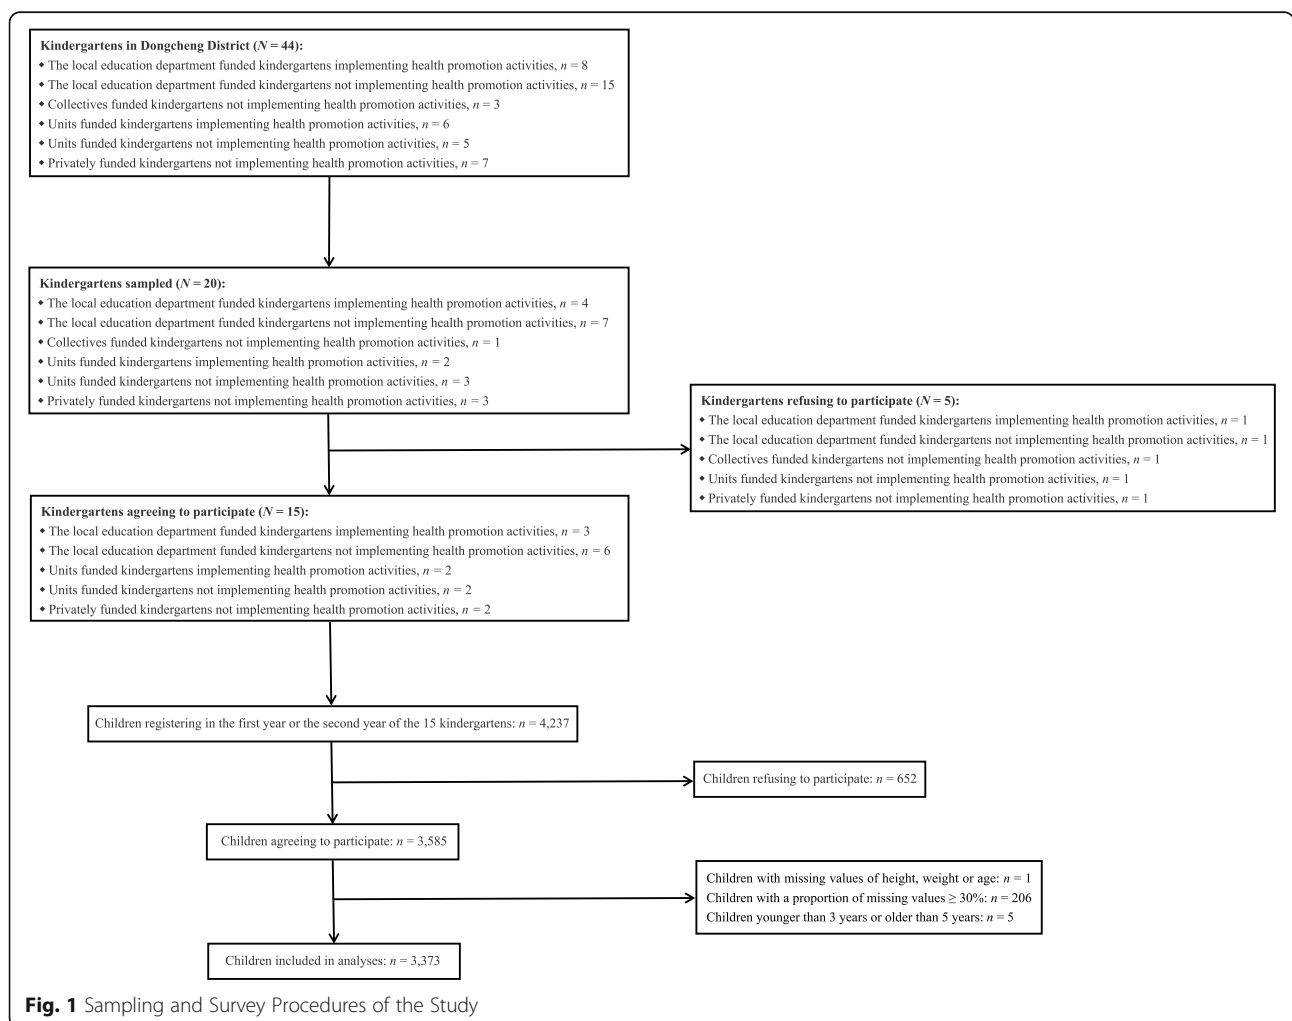 Kindergartens in Dongcheng District (N = 44):
◆ The local education department funded kindergartens implementing health promotion activities, n = 8
◆ The local education department funded kindergartens not implementing health promotion activities, n = 15
◆ Collectives funded kindergartens not implementing health promotion activities, n = 3
◆ Units funded kindergartens implementing health promotion activities, n = 6
◆ Units funded kindergartens not implementing health promotion activities, n = 5
◆ Privately funded kindergartens not implementing health promotion activities, n = 7
Kindergartens sampled (N = 20):
◆ The local education department funded kindergartens implementing health promotion activities, n = 4
◆ The local education department funded kindergartens not implementing health promotion activities, n = 7
◆ Collectives funded kindergartens not implementing health promotion activities, n = 1
◆ Units funded kindergartens implementing health promotion activities, n = 2
◆ Units funded kindergartens not implementing health promotion activities, n = 3
◆ Privately funded kindergartens not implementing health promotion activities, n = 3
Kindergartens refusing to participate (N = 5):
◆ The local education department funded kindergartens implementing health promotion activities, n = 1
◆ The local education department funded kindergartens not implementing health promotion activities, n = 1
◆ Collectives funded kindergartens not implementing health promotion activities, n = 1
◆ Units funded kindergartens not implementing health promotion activities, n = 1
◆ Privately funded kindergartens not implementing health promotion activities, n = 1
Kindergartens agreeing to participate (N = 15):
◆ The local education department funded kindergartens implementing health promotion activities, n = 3
◆ The local education department funded kindergartens not implementing health promotion activities, n = 6
◆ Units funded kindergartens implementing health promotion activities, n = 2
◆ Units funded kindergartens not implementing health promotion activities, n = 2
◆ Privately funded kindergartens not implementing health promotion activities, n = 2
Children registering in the first year or the second year of the 15 kindergartens: n = 4,237
Children refusing to participate: n = 652
Children agreeing to participate: n = 3,585
Children with missing values of height, weight or age: n = 1
Children with a proportion of missing values ≥ 30%: n = 206
Children younger than 3 years or older than 5 years: n = 5
Children included in analyses: n = 3,373
Fig. 1 Sampling and Survey Procedures of the Study